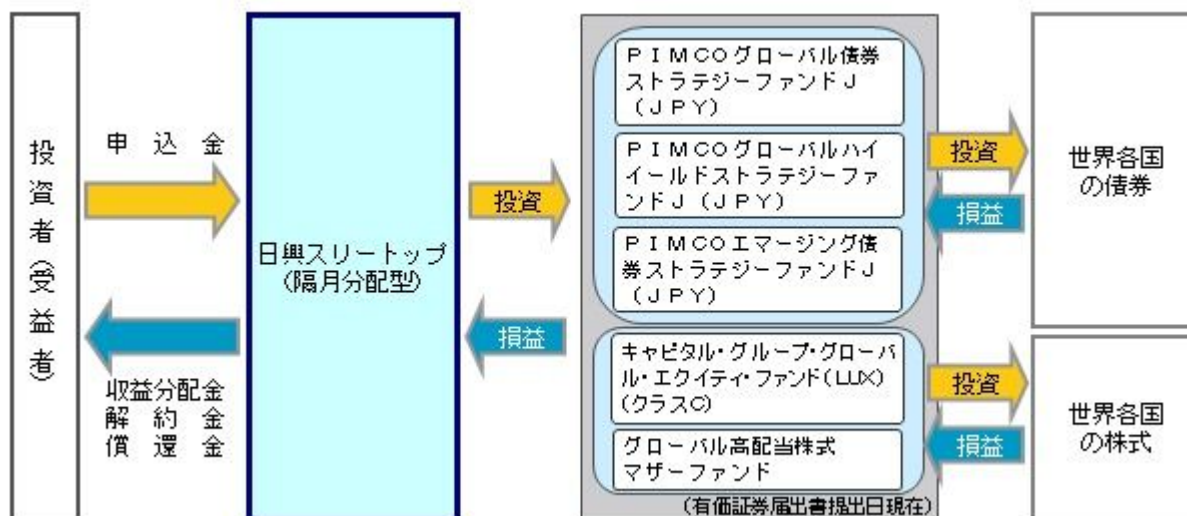 投資者(受益者)
申込金
収益分配金
解約金
償還金
日興スリートップ
(隔月分配型)
投資
損益
PIMCOグローバル債券
ストラテジーファンドJ
(JPY)
PIMCOグローバルハイ
イールドストラテジーファ
ンドJ(JPY)
PIMCOエマージング債
券ストラテジーファンドJ
(JPY)
キャピタル・グループ・グローバ
ル・エクイティ・ファンド(LUX)
(クラスC)
グローバル高配当株式
マザーファンド
(有価証券届出書提出日現在)
投資
損益
世界各国
の債券
投資
損益
世界各国
の株式